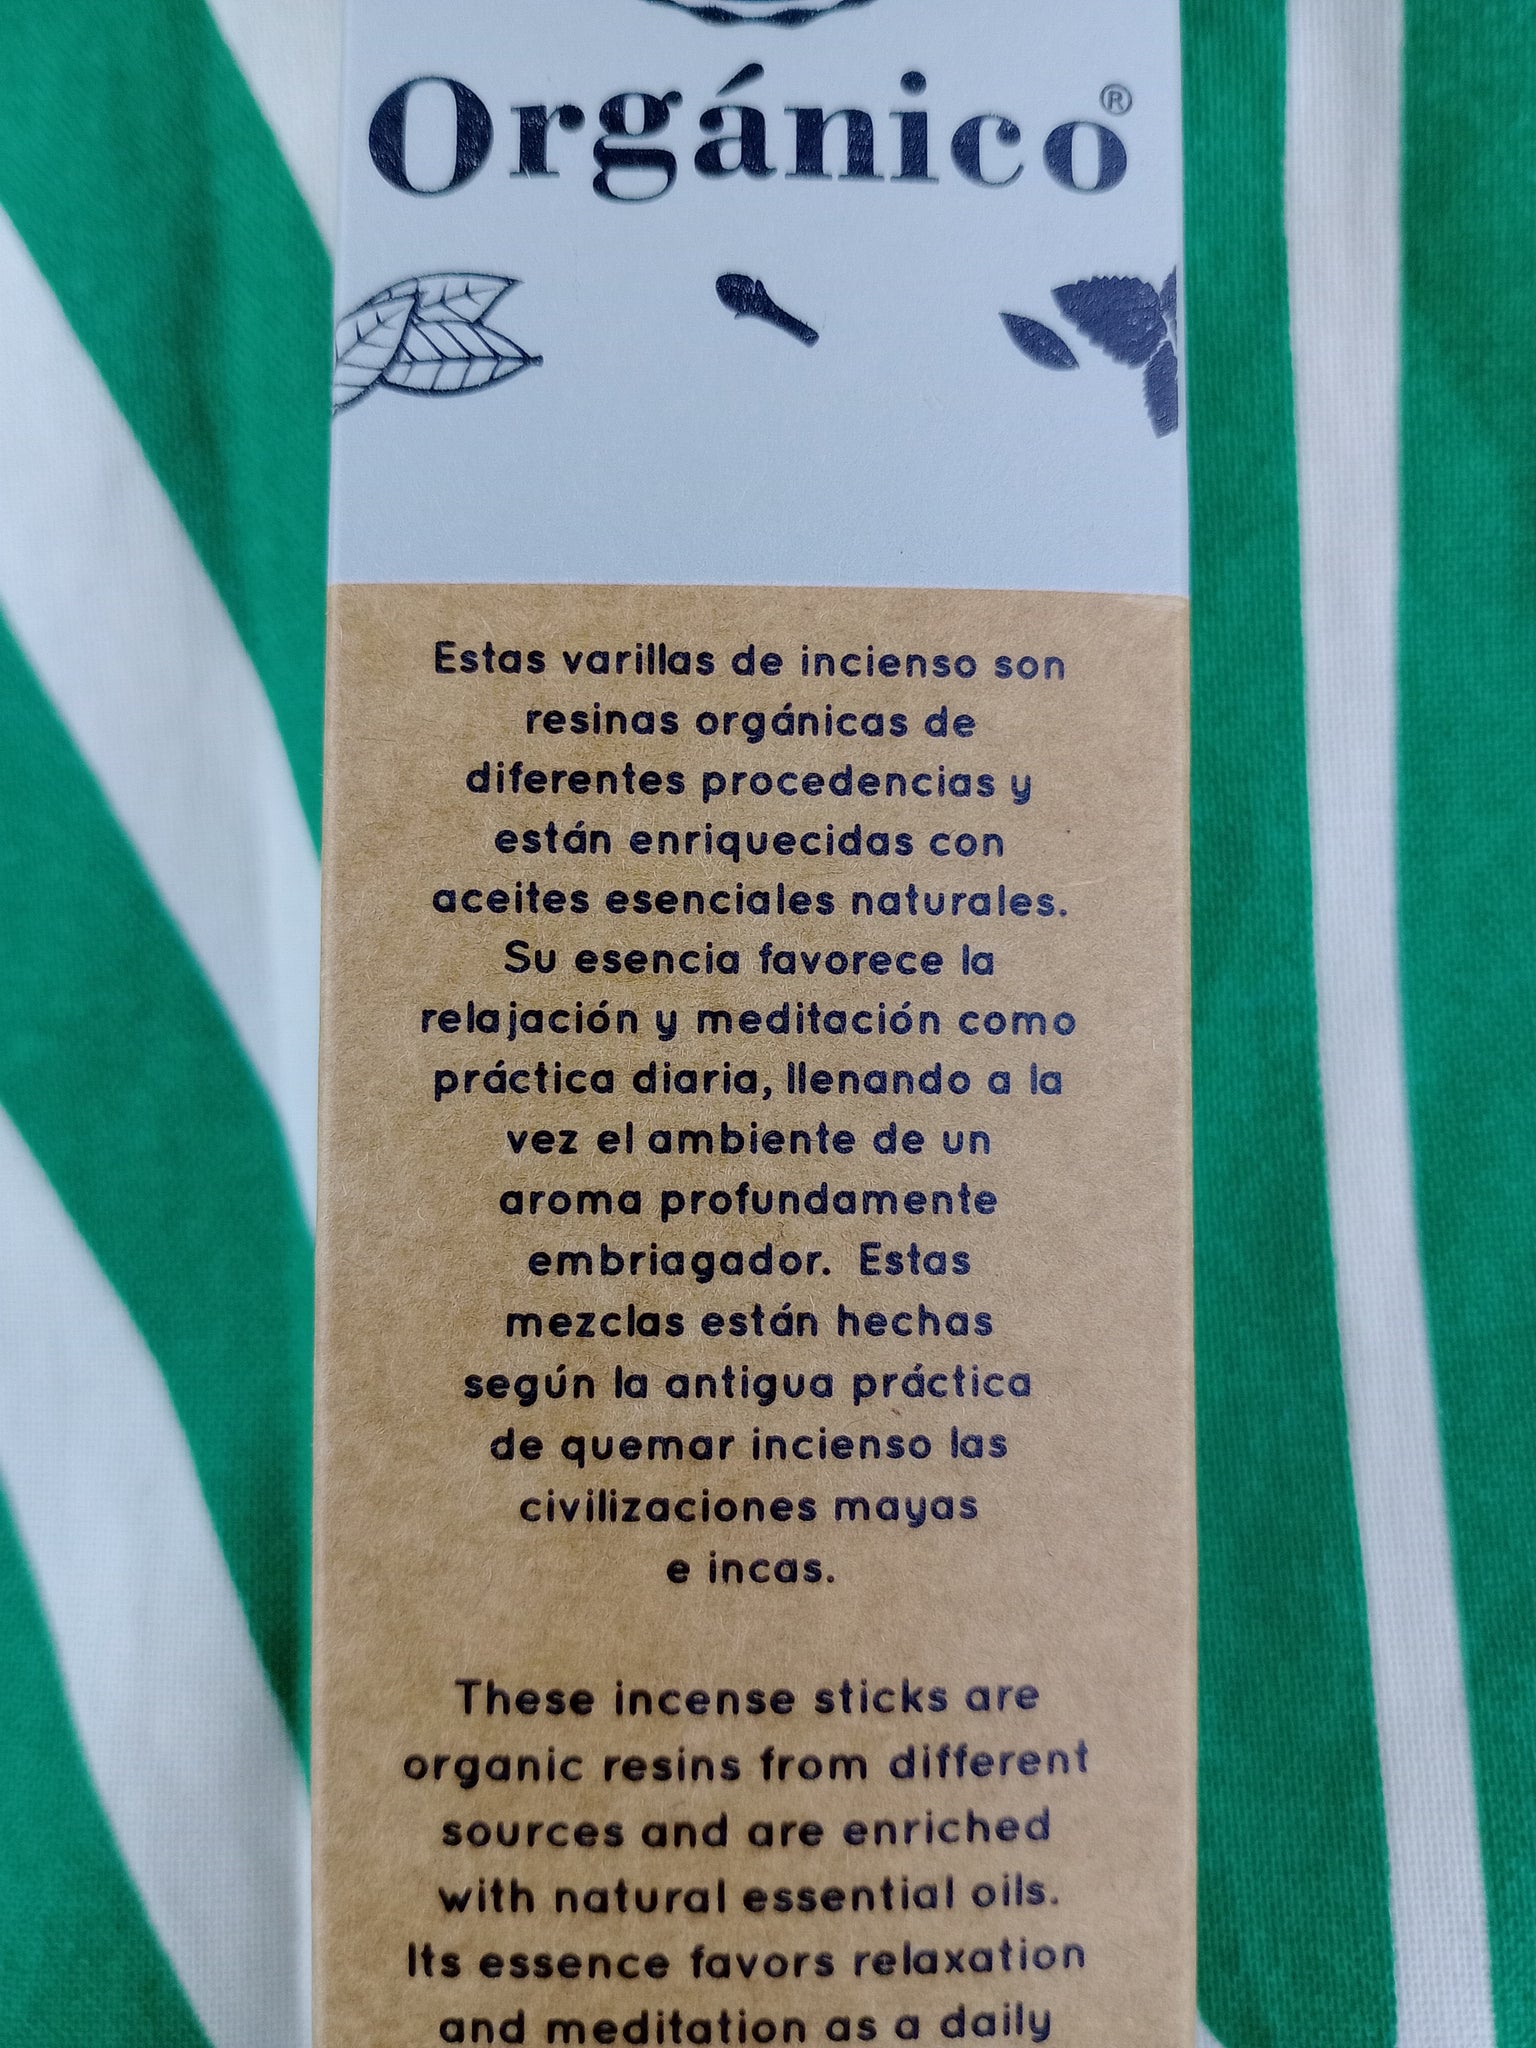 Orgánico®
Estas varillas de incienso son
resinas orgánicas de
diferentes procedencias y
están enriquecidas con
aceites esenciales naturales.
Su esencia favorece la
relajación y meditación como
práctica diaria, llenando a la
vez el ambiente de un
aroma profundamente
embriagador. Estas
mezclas están hechas
según la antigua práctica
de quemar incienso las
civilizaciones mayas
e incas.
These incense sticks are
organic resins from different
sources and are enriched
with natural essential oils.
Its essence favors relaxation
and meditation as a daily